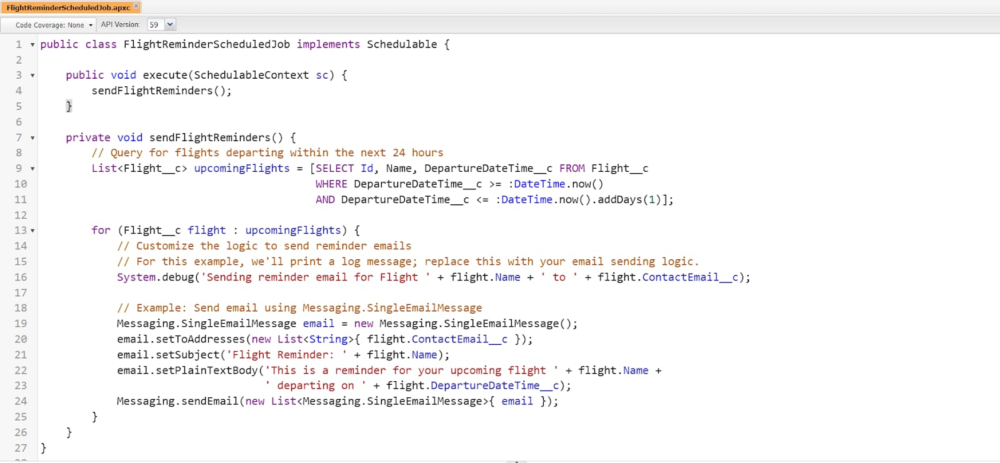 FlightReminderScheduledJob.apxc
Code Coverage: None API Version: 59
1 public class FlightReminderScheduledJob implements Schedulable {
2
3 public void execute(SchedulableContext sc) {
4 sendFlightReminders();
5 }
6
7 private void sendFlightReminders() {
8 // Query for flights departing within the next 24 hours
9 List<Flight__c> upcomingFlights = [SELECT Id, Name, DepartureDateTime__c FROM Flight__c
10 WHERE DepartureDateTime__c >= :DateTime.now()
11 AND DepartureDateTime__c <= :DateTime.now().addDays(1)];
12
13 for (Flight__c flight : upcomingFlights) {
14 // Customize the logic to send reminder emails
15 // For this example, we'll print a log message; replace this with your email sending logic.
16 System.debug('Sending reminder email for Flight ' + flight.Name + ' to ' + flight.ContactEmail__c);
17
18 // Example: Send email using Messaging.SingleEmailMessage
19 Messaging.SingleEmailMessage email = new Messaging.SingleEmailMessage();
20 email.setToAddresses(new List<String>{ flight.ContactEmail__c });
21 email.setSubject('Flight Reminder: ' + flight.Name);
22 email.setPlainTextBody('This is a reminder for your upcoming flight ' + flight.Name +
23 ' departing on ' + flight.DepartureDateTime__c);
24 Messaging.sendEmail(new List<Messaging.SingleEmailMessage>{ email });
25 }
26 }
27 }